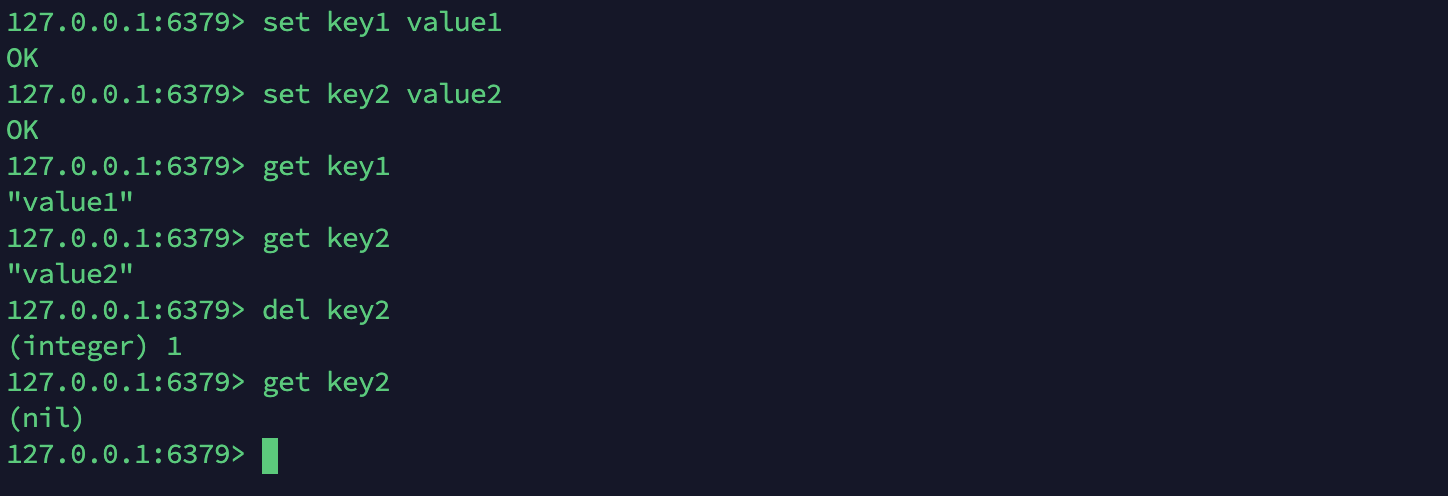 127.0.0.1:6379> set key1 value1
OK
127.0.0.1:6379> set key2 value2
OK
127.0.0.1:6379> get key1
"value1"
127.0.0.1:6379> get key2
"value2"
127.0.0.1:6379> del key2
(integer) 1
127.0.0.1:6379> get key2
(nil)
127.0.0.1:6379>